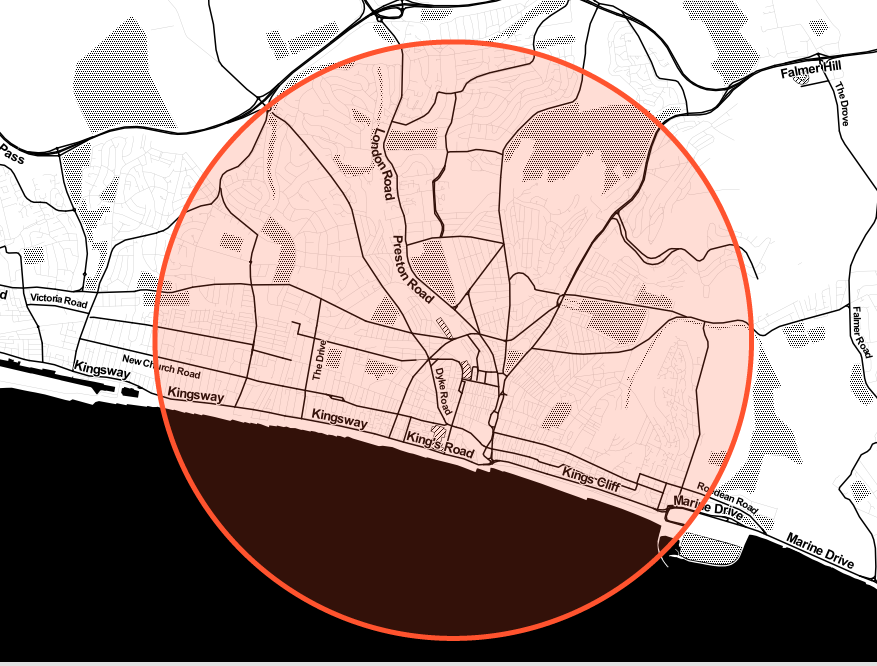 Falmer Hill
The Drove
Pass
London Road
Preston Road
d
Victoria Road
Falmer Road
The Drive
New Church Road
Kingsway
Kingsway
Dyke Road
Kingsway
King's Road
Kings Cliff
Roedean Road
Marine Drive
Marine Drive